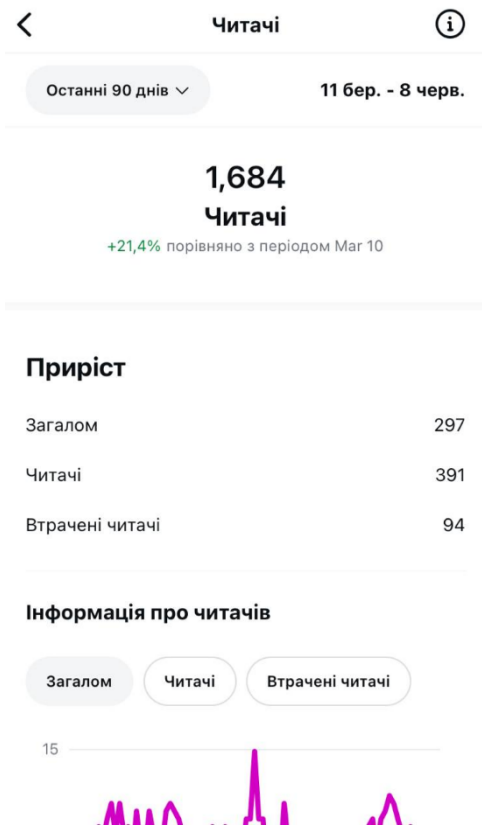 Читачі
Останні 90 днів
11 бер. - 8 черв.
1,684
Читачі
+21,4% порівняно з періодом Mar 10
Приріст
Загалом 297
Читачі 391
Втрачені читачі 94
Інформація про читачів
Загалом Читачі Втрачені читачі
15